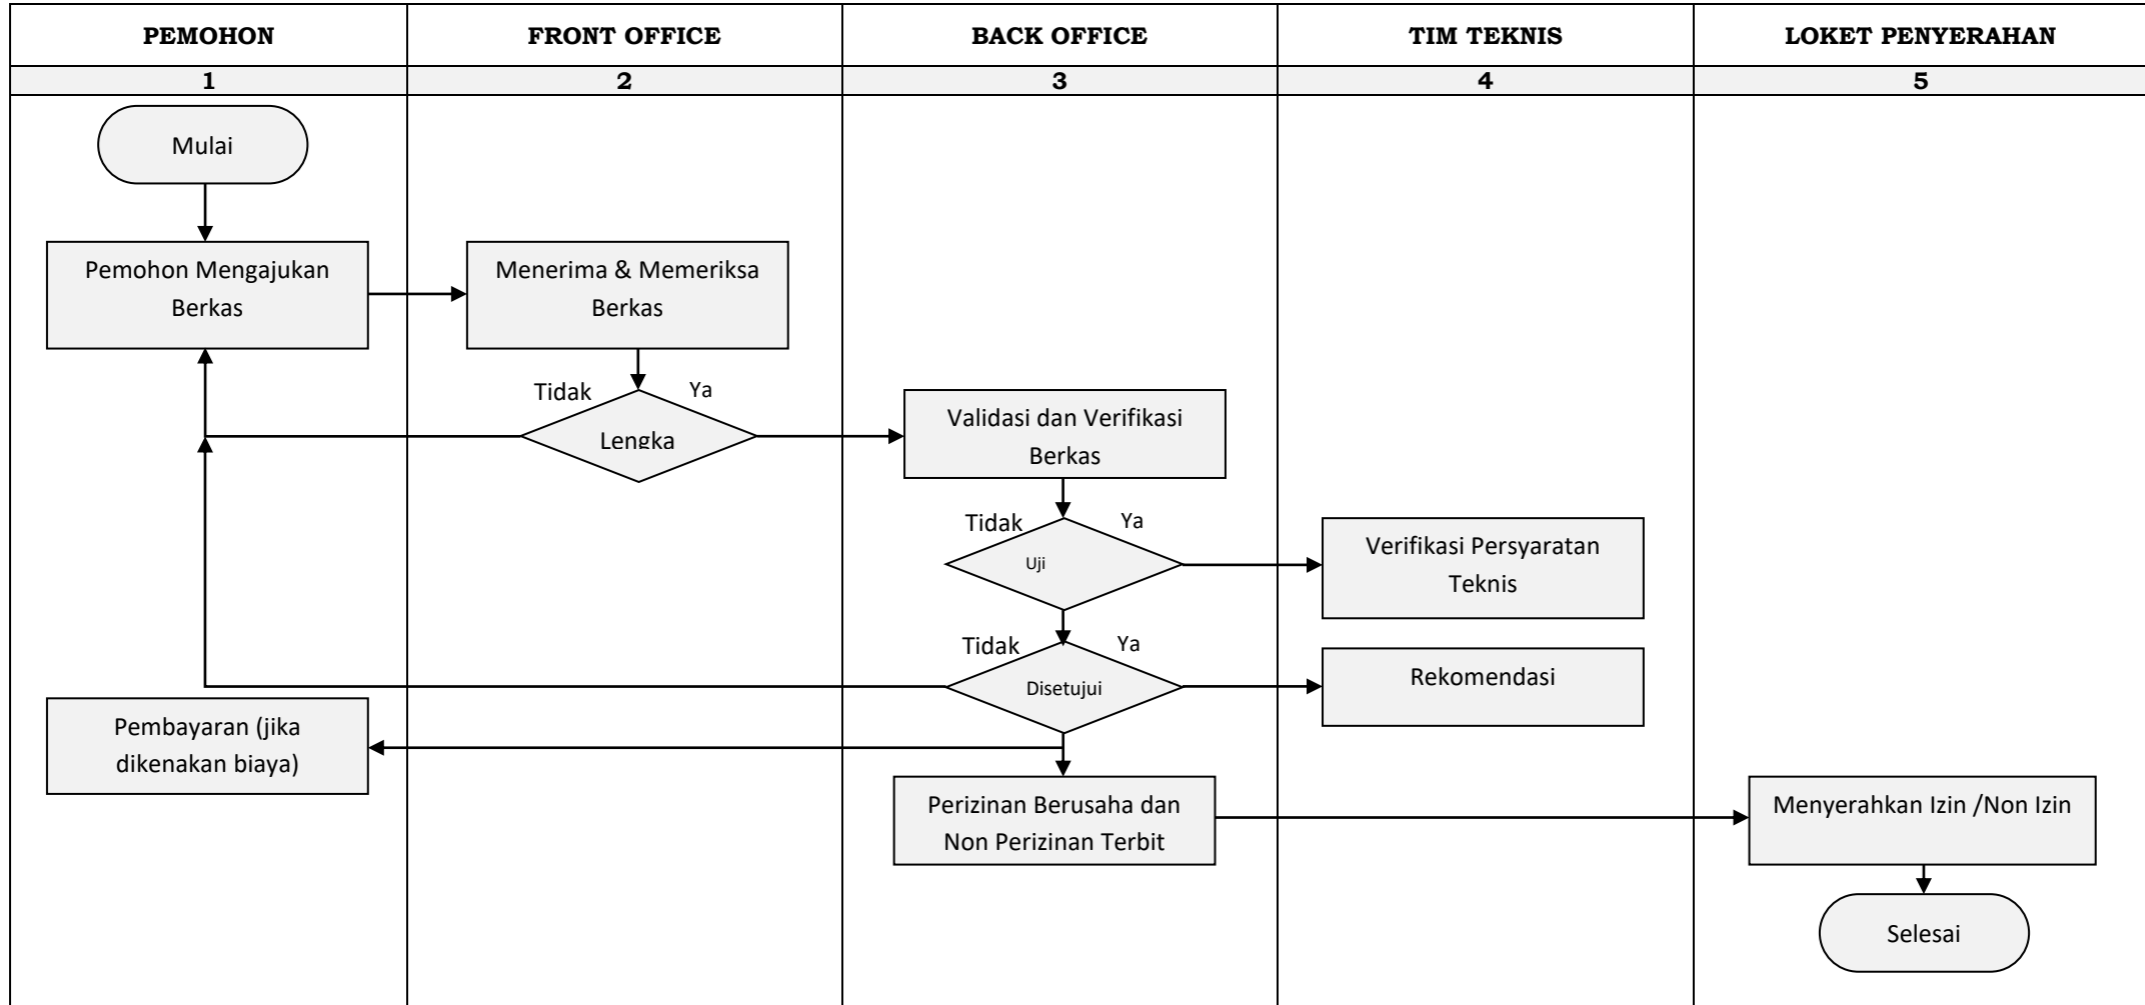 PEMOHON
FRONT OFFICE
BACK OFFICE
TIM TEKNIS
LOKET PENYERAHAN
1
2
3
4
5
Mulai
Pemohon Mengajukan
Berkas
Menerima & Memeriksa
Berkas
Tidak
Ya
Lengka
Validasi dan Verifikasi
Berkas
Tidak
Ya
Uji
Verifikasi Persyaratan
Teknis
Tidak
Ya
Disetujui
Rekomendasi
Pembayaran (jika
dikenakan biaya)
Perizinan Berusaha dan
Non Perizinan Terbit
Menyerahkan Izin /Non Izin
Selesai